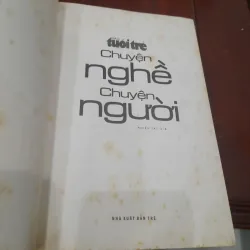 tuổi trẻ
Chuyện
nghề
Chuyện
người
NHÀ XUẤT BẢN TRẺ